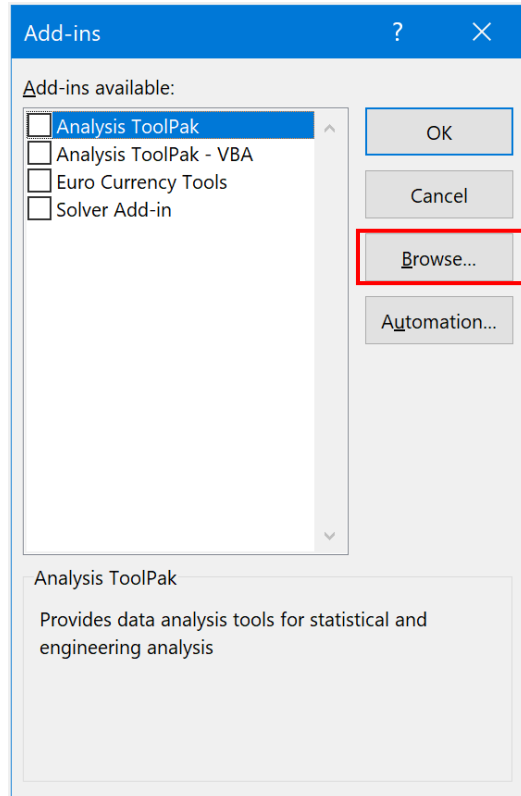 Add-ins ?
Add-ins available:
Analysis ToolPak
Analysis ToolPak - VBA
Euro Currency Tools
Solver Add-in
OK
Cancel
Browse...
Automation...
Analysis ToolPak
Provides data analysis tools for statistical and
engineering analysis